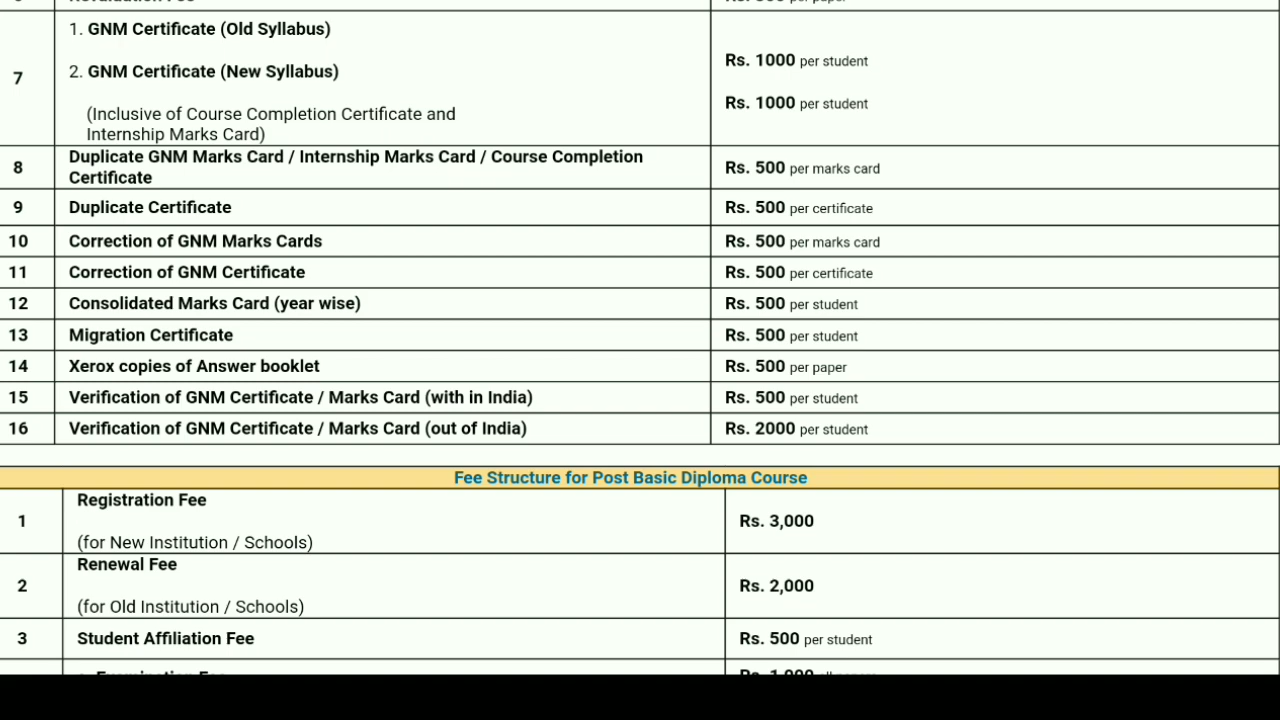 7
1. GNM Certificate (Old Syllabus)
2. GNM Certificate (New Syllabus)
(Inclusive of Course Completion Certificate and
Internship Marks Card)
Rs. 1000 per student
Rs. 1000 per student
8
Duplicate GNM Marks Card / Internship Marks Card / Course Completion
Certificate
Rs. 500 per marks card
9 Duplicate Certificate Rs. 500 per certificate
10 Correction of GNM Marks Cards Rs. 500 per marks card
11 Correction of GNM Certificate Rs. 500 per certificate
12 Consolidated Marks Card (year wise) Rs. 500 per student
13 Migration Certificate Rs. 500 per student
14 Xerox copies of Answer booklet Rs. 500 per paper
15 Verification of GNM Certificate / Marks Card (with in India) Rs. 500 per student
16 Verification of GNM Certificate / Marks Card (out of India) Rs. 2000 per student
Fee Structure for Post Basic Diploma Course
1
Registration Fee
(for New Institution / Schools)
Rs. 3,000
2
Renewal Fee
(for Old Institution / Schools)
Rs. 2,000
3 Student Affiliation Fee Rs. 500 per student